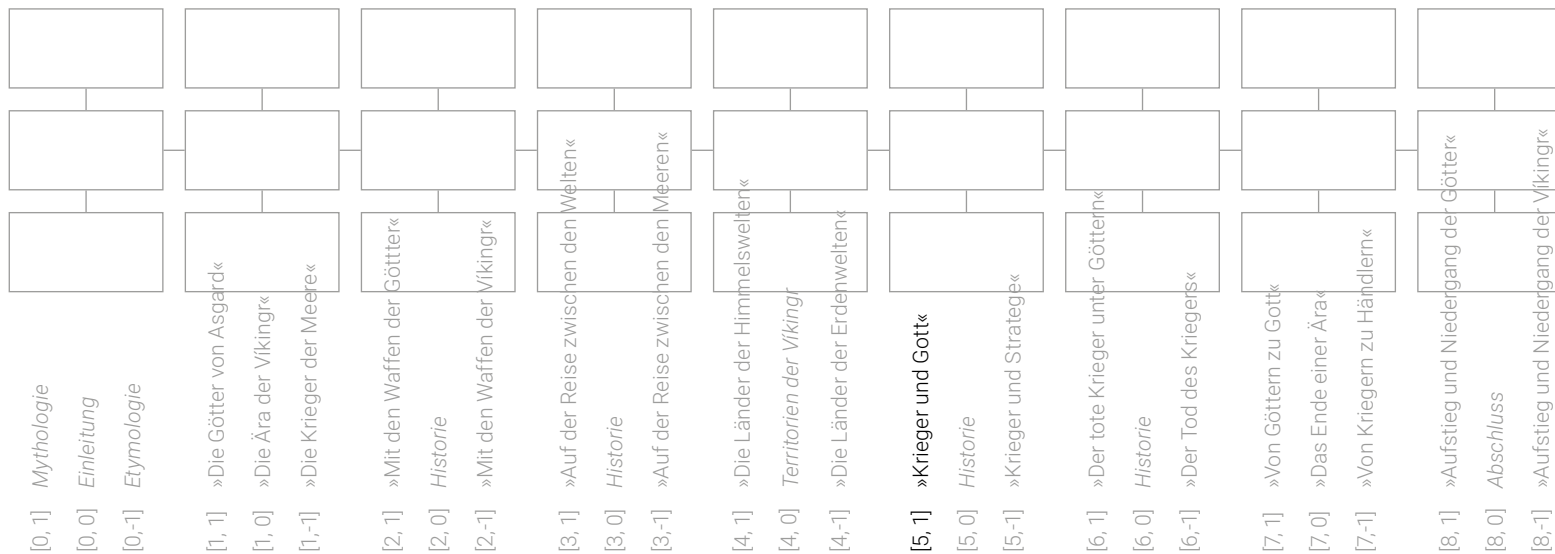 [0, 1] Mythologie
[0, 0] Einleitung
[0,-1] Etymologie
[1, 1] »Die Götter von Asgard«
[1, 0] »Die Ära der Víkingr«
[1,-1] »Die Krieger der Meere«
[2, 1] »Mit den Waffen der Göttter«
[2, 0] Historie
[2,-1] »Mit den Waffen der Víkingr«
[3, 1] »Auf der Reise zwischen den Welten«
[3, 0] Historie
[3,-1] »Auf der Reise zwischen den Meeren«
[4, 1] »Die Länder der Himmelswelten«
[4, 0] Territorien der Víkingr
[4,-1] »Die Länder der Erdenwelten«
[5, 1] »Krieger und Gott«
[5, 0] Historie
[5,-1] »Krieger und Stratege«
[6, 1] »Der tote Krieger unter Göttern«
[6, 0] Historie
[6,-1] »Der Tod des Kriegers«
[7, 1] »Von Göttern zu Gott«
[7, 0] »Das Ende einer Ära«
[7,-1] »Von Kriegern zu Händlern«
[8, 1] »Aufstieg und Niedergang der Götter«
[8, 0] Abschluss
[8,-1] »Aufstieg und Niedergang der Víkingr«